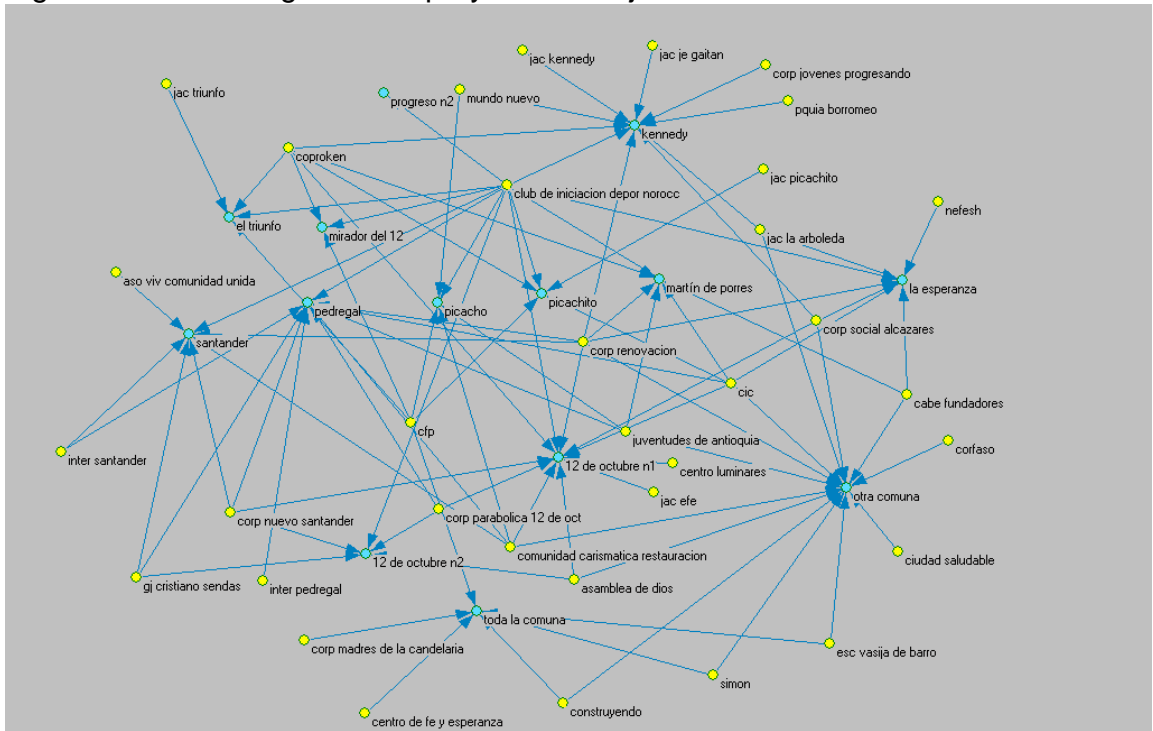 jac kennedy
jac je gaitan
corp jovenes progresando
jac triunfo
progreso n2
mundo nuevo
pquia borromeo
kennedy
coproken
jac picachito
club de iniciacion depor norocc
nefesh
el triunfo
mirador del 12
jac la arboleda
aso viv comunidad unida
martín de porres
la esperanza
pedregal
picacho
picachito
corp social alcazares
santander
corp renovacion
cic
cabe fundadores
cfp
juventudes de antioquia
inter santander
12 de octubre n1
centro luminares
corfaso
jac efe
otra comuna
corp nuevo santander
corp parabolica 12 de oct
comunidad carismatica restauracion
ciudad saludable
12 de octubre n2
gj cristiano sendas
inter pedregal
asamblea de dios
toda la comuna
corp madres de la candelaria
esc vasija de barro
simon
centro de fe y esperanza
construyendo